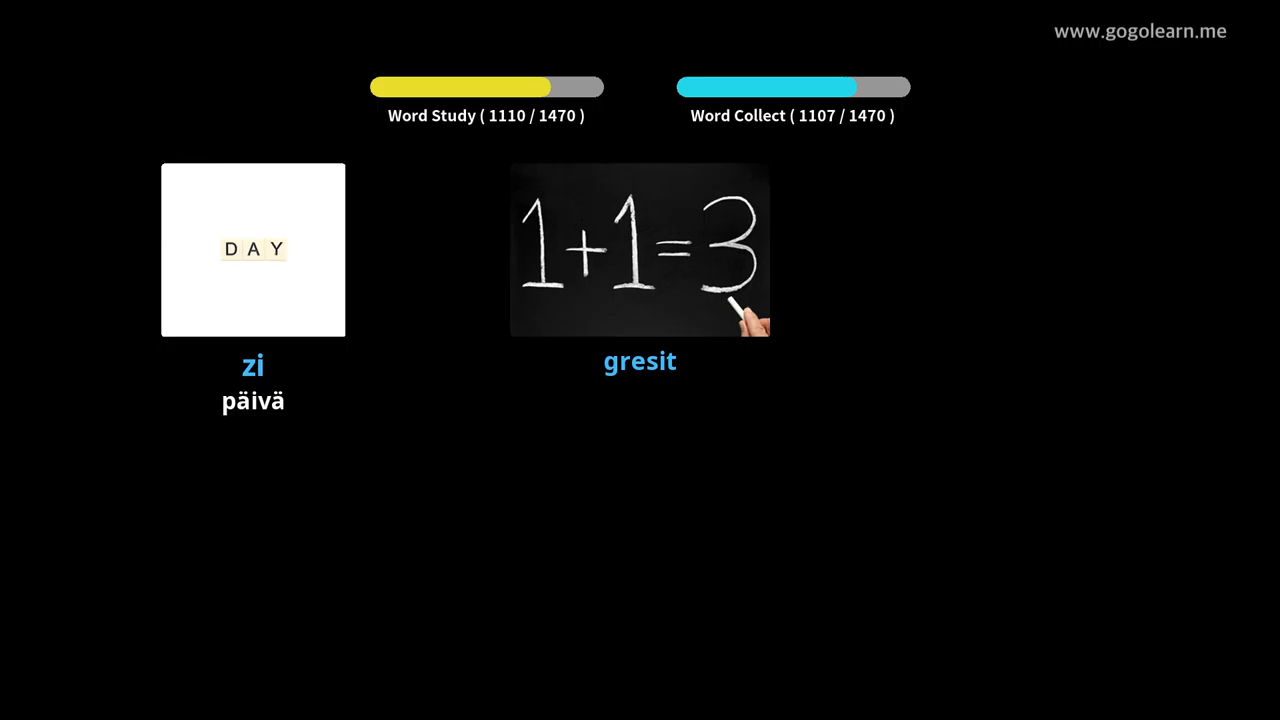 www.gogolearn.me
Word Study ( 1110 / 1470 )
Word Collect ( 1107 / 1470 )
DAY
1+1=3
zi
gresit
päivä